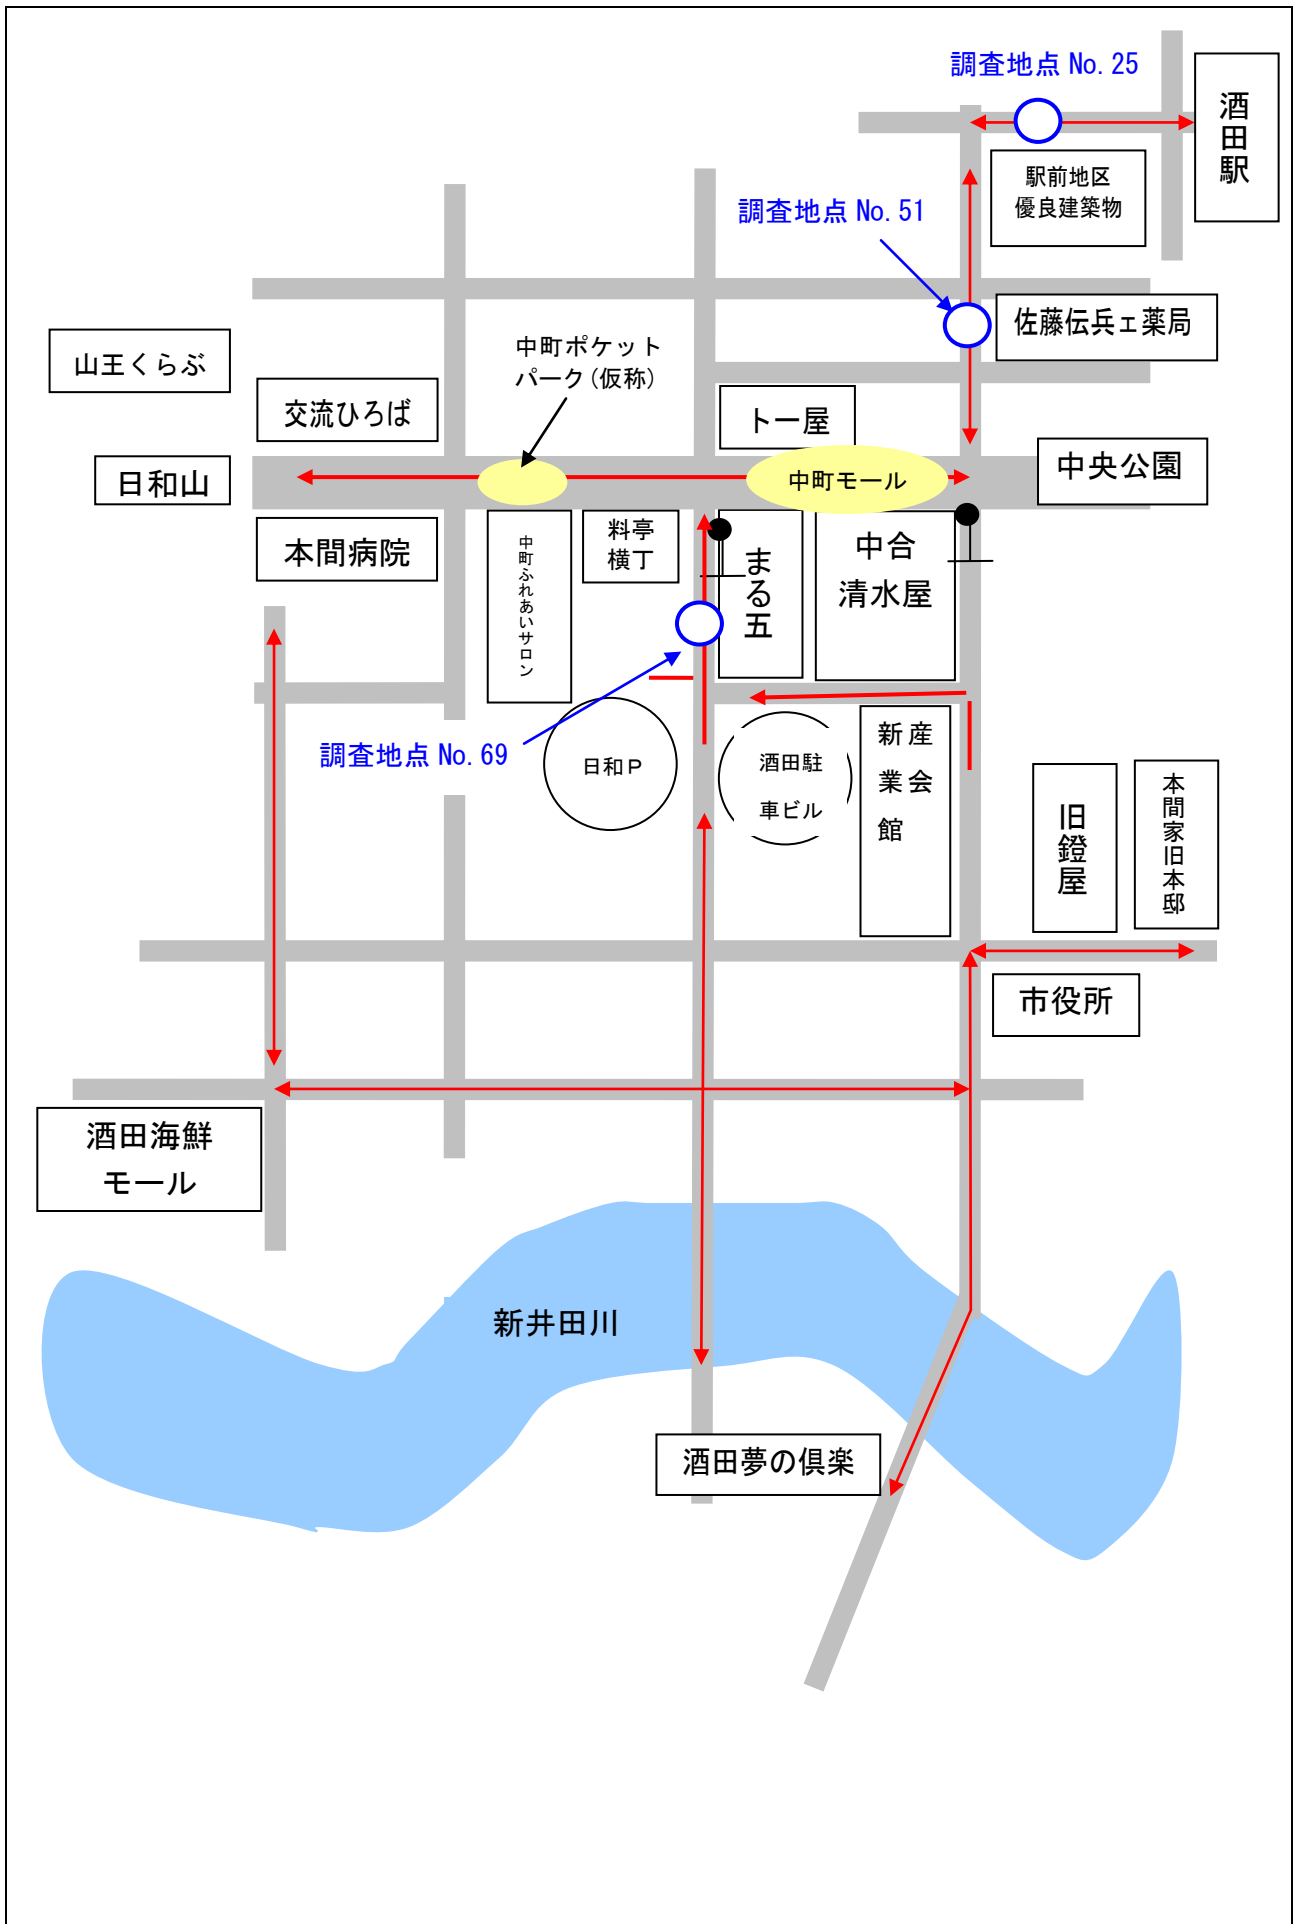 調査地点 No.25
酒田駅
駅前地区
優良建築物
調査地点 No.51
佐藤伝兵ェ薬局
山王くらぶ
中町ポケット
パーク(仮称)
交流ひろば
トー屋
日和山
中町モール
中央公園
本間病院
中町ふれあいサロン
料亭
横丁
まる五
中合
清水屋
調査地点 No.69
日和P
酒田駐
車ビル
新産
業会
館
旧鐙屋
本間家旧本邸
市役所
酒田海鮮
モール
新井田川
酒田夢の倶楽